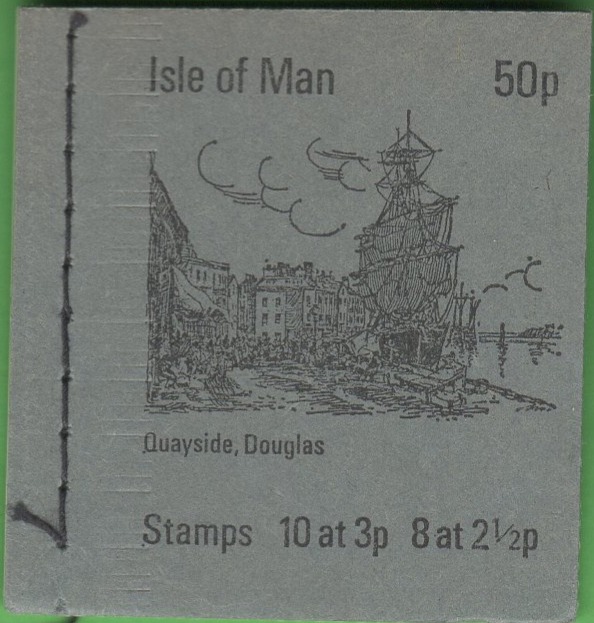 Isle of Man 50p
Quayside, Douglas
Stamps 10 at 3p 8 at 2½p